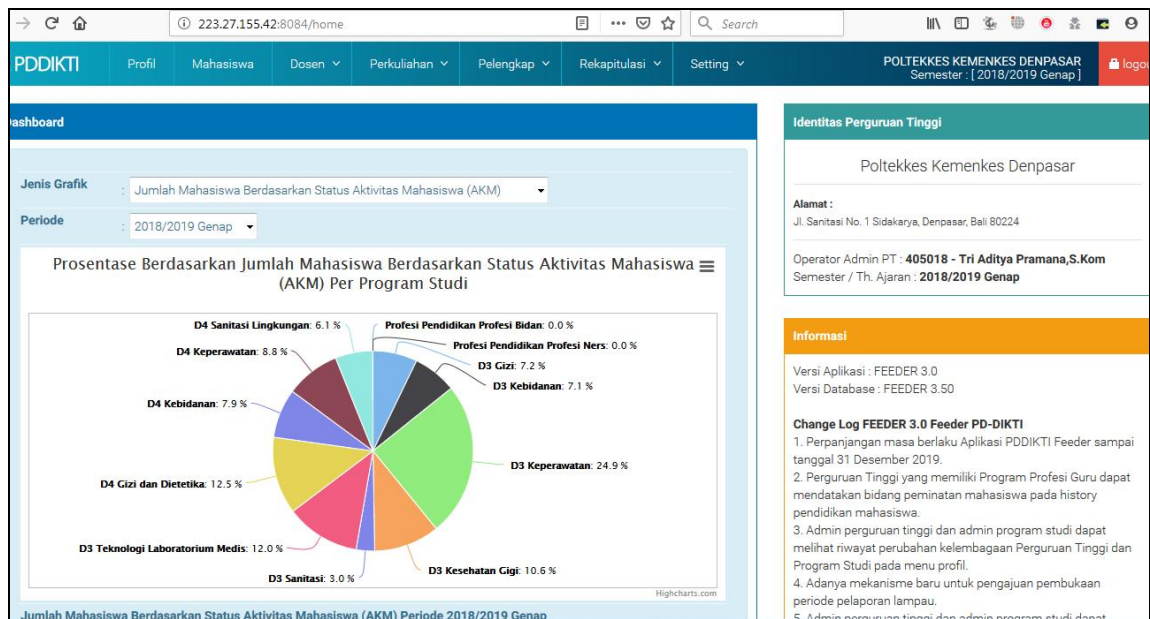 223.27.155.42:8084/home
Search
PDDIKTI
Profil
Mahasiswa
Dosen
Perkuliahan
Pelengkap
Rekapitulasi
Setting
POLTEKKES KEMENKES DENPASAR
Semester : [ 2018/2019 Genap ]
logou
ashboard
Jenis Grafik : Jumlah Mahasiswa Berdasarkan Status Aktivitas Mahasiswa (AKM)
Periode : 2018/2019 Genap
Prosentase Berdasarkan Jumlah Mahasiswa Berdasarkan Status Aktivitas Mahasiswa
(AKM) Per Program Studi
D4 Sanitasi Lingkungan: 6.1 %
Profesi Pendidikan Profesi Bidan: 0.0 %
D4 Keperawatan: 8.8 %
Profesi Pendidikan Profesi Ners: 0.0 %
D3 Gizi: 7.2 %
D3 Kebidanan: 7.1 %
D4 Kebidanan: 7.9 %
D3 Keperawatan: 24.9 %
D4 Gizi dan Dietetika: 12.5 %
D3 Teknologi Laboratorium Medis: 12.0 %
D3 Kesehatan Gigi: 10.6 %
D3 Sanitasi: 3.0 %
Highcharts.com
Jumlah Mahasiswa Berdasarkan Status Aktivitas Mahasiswa (AKM) Periode 2018/2019 Genap
Identitas Perguruan Tinggi
Poltekkes Kemenkes Denpasar
Alamat :
Jl. Sanitasi No. 1 Sidakarya, Denpasar, Bali 80224
Operator Admin PT : 405018 - Tri Aditya Pramana,S.Kom
Semester / Th. Ajaran : 2018/2019 Genap
Informasi
Versi Aplikasi : FEEDER 3.0
Versi Database : FEEDER 3.50
Change Log FEEDER 3.0 Feeder PD-DIKTI
1. Perpanjangan masa berlaku Aplikasi PDDIKTI Feeder sampai
tanggal 31 Desember 2019.
2. Perguruan Tinggi yang memiliki Program Profesi Guru dapat
mendatakan bidang peminatan mahasiswa pada history
pendidikan mahasiswa.
3. Admin perguruan tinggi dan admin program studi dapat
melihat riwayat perubahan kelembagaan Perguruan Tinggi dan
Program Studi pada menu profil.
4. Adanya mekanisme baru untuk pengajuan pembukaan
periode pelaporan lampau.
5. Admin perguruan tinggi dan admin program studi dapat